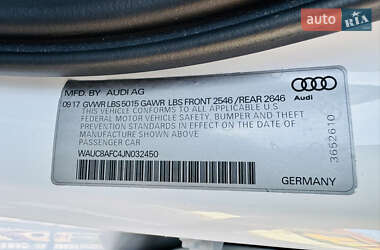 auto.ria.com
MFD. BY AUDI AG
09 17 GVWR LBS 5015 GAWR LBS FRONT 2546 /REAR 2646
THIS VEHICLE CONFORMS TO ALL APPLICABLE U.S
FEDERAL MOTOR VEHICLE SAFETY, BUMPER AND THEFT
PREVENTION STANDARDS IN EFFECT ON THE DATE OF
MANUFACTURE SHOWN ABOVE.
PASSENGER CAR
WAUC8AFC4JN032450
Audi
3652610
GERMANY